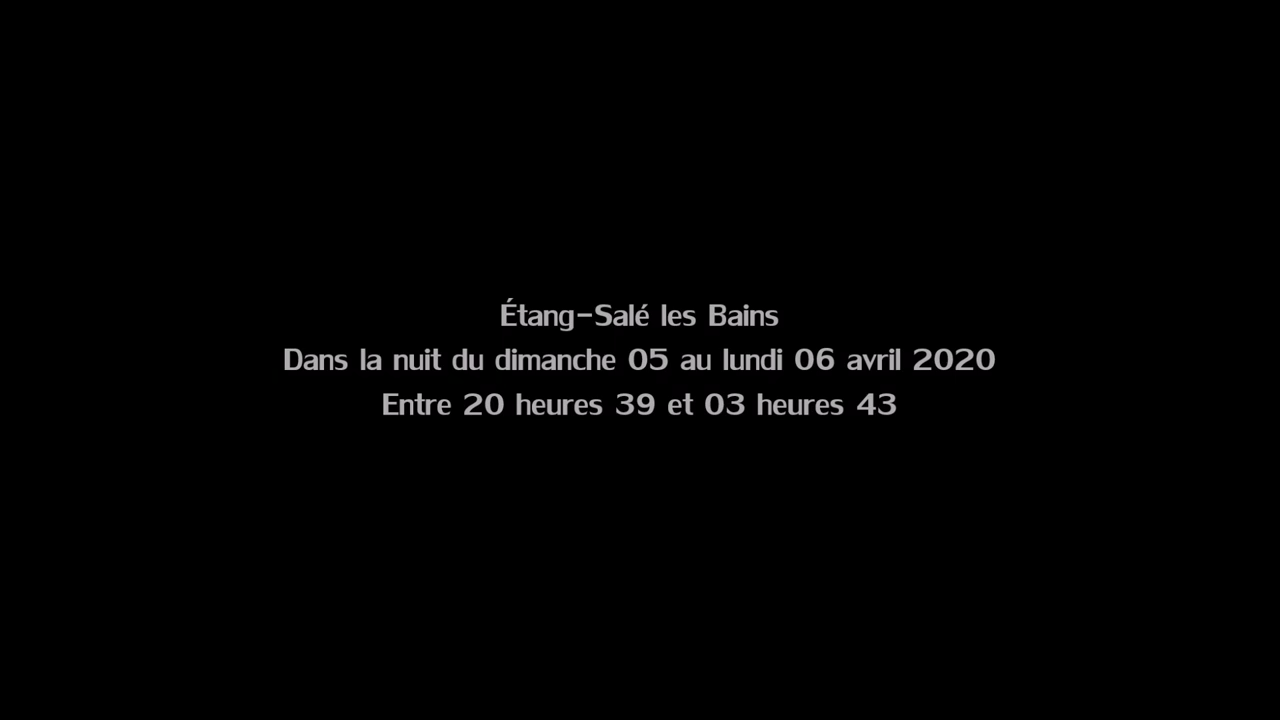 Étang-Salé les Bains
Dans la nuit du dimanche 05 au lundi 06 avril 2020
Entre 20 heures 39 et 03 heures 43